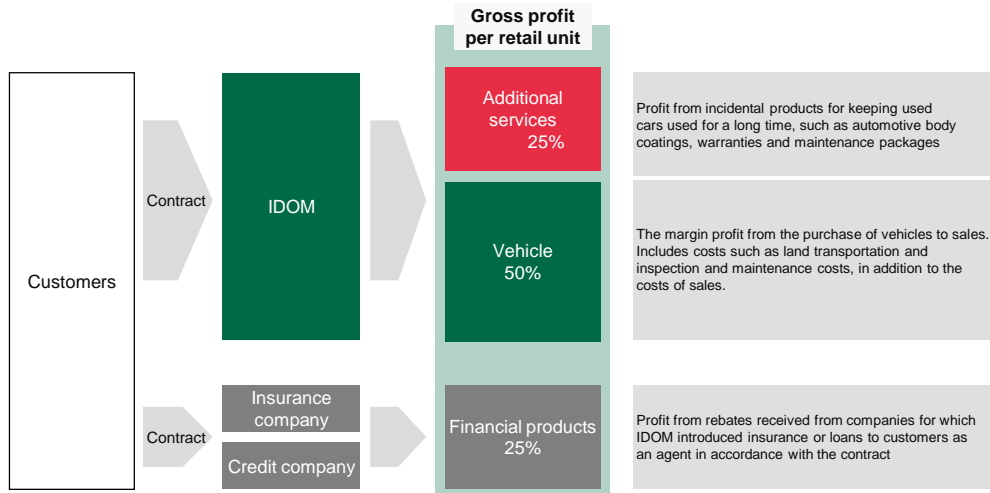 Gross profit
per retail unit
Customers
Contract
IDOM
Additional
services
25%
Profit from incidental products for keeping used
cars used for a long time, such as automotive body
coatings, warranties and maintenance packages
Vehicle
50%
The margin profit from the purchase of vehicles to sales.
Includes costs such as land transportation and
inspection and maintenance costs, in addition to the
costs of sales.
Contract
Insurance
company
Credit company
Financial products
25%
Profit from rebates received from companies for which
IDOM introduced insurance or loans to customers as
an agent in accordance with the contract